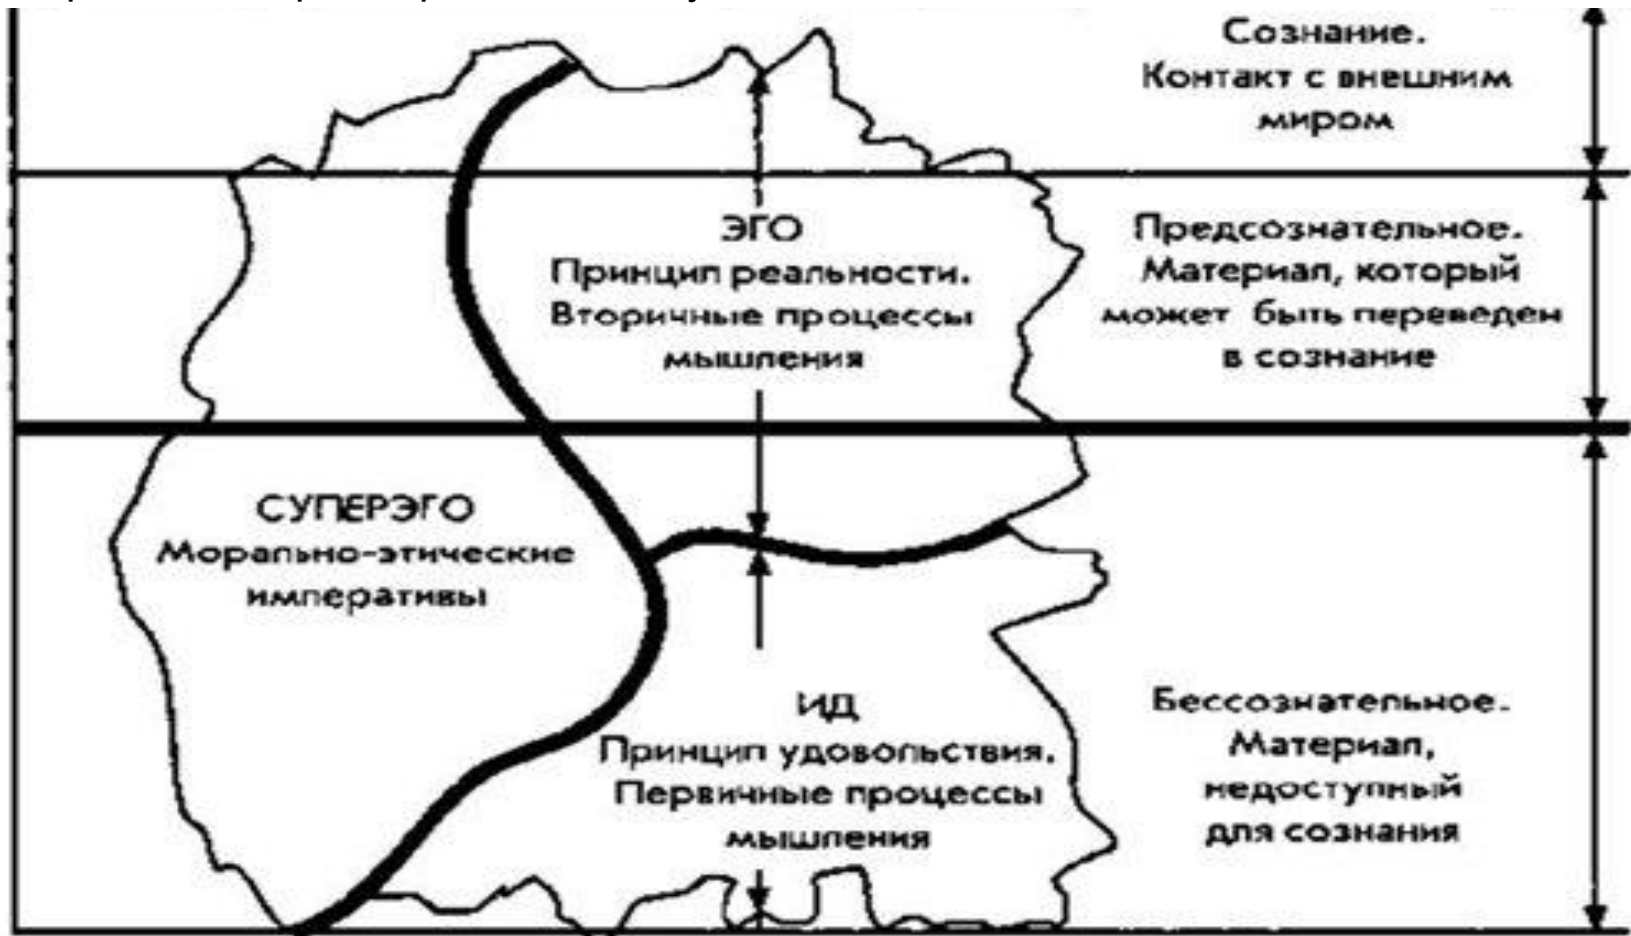 Сознание.
Контакт с внешним
миром
ЭГО
Принцип реальности.
Вторичные процессы
мышления
Предсознательное.
Материал, который
может быть переведен
в сознание
СУПЕРЭГО
Морально-этические
императивы
ИД
Принцип удовольствия.
Первичные процессы
мышления
Бессознательное.
Материал,
недоступный
для сознания